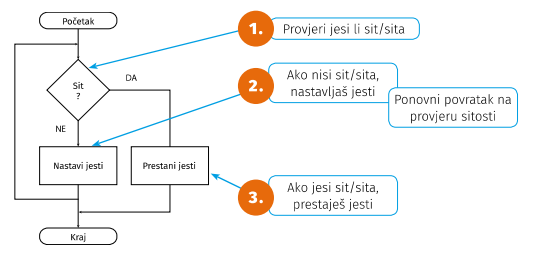 Početak
Sit
?
DA
NE
Nastavi jesti
Prestani jesti
Kraj
1.
Provjeri jesi li sit/sita
2.
Ako nisi sit/sita,
nastavljaš jesti
Ponovni povratak na
provjeru sitosti
3.
Ako jesi sit/sita,
prestaješ jesti